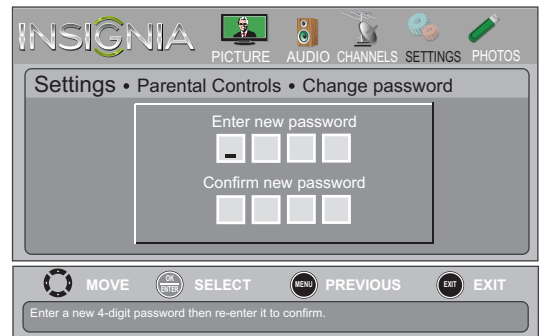 INSIGNIA
PICTURE AUDIO CHANNELS SETTINGS PHOTOS
Settings • Parental Controls • Change password
Enter new password
_
Confirm new password
MOVE OK ENTER SELECT MENU PREVIOUS EXIT EXIT
Enter a new 4-digit password then re-enter it to confirm.